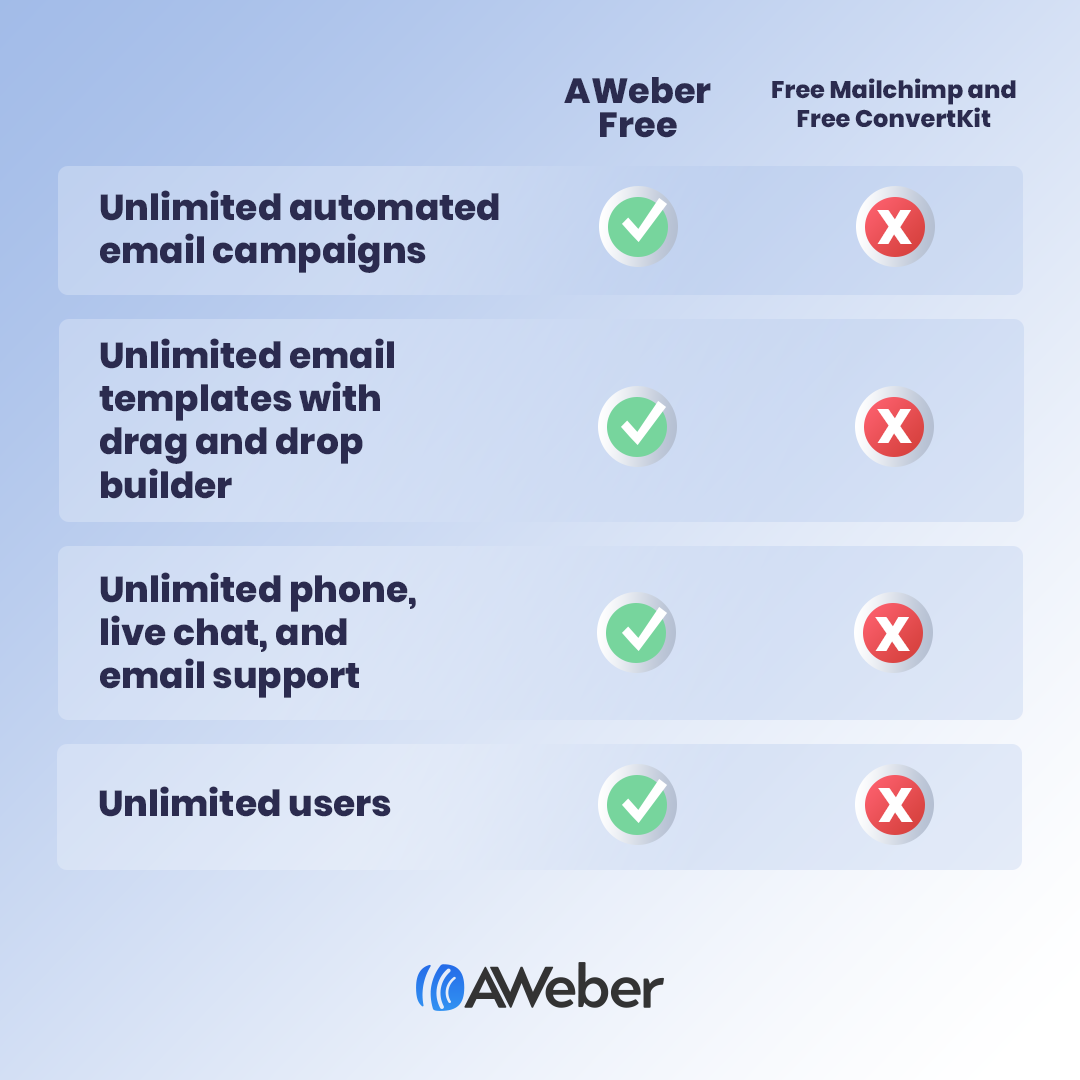 AWeber
Free
Free Mailchimp and
Free ConvertKit
Unlimited automated
email campaigns
Unlimited email
templates with
drag and drop
builder
Unlimited phone,
live chat, and
email support
Unlimited users
AWeber